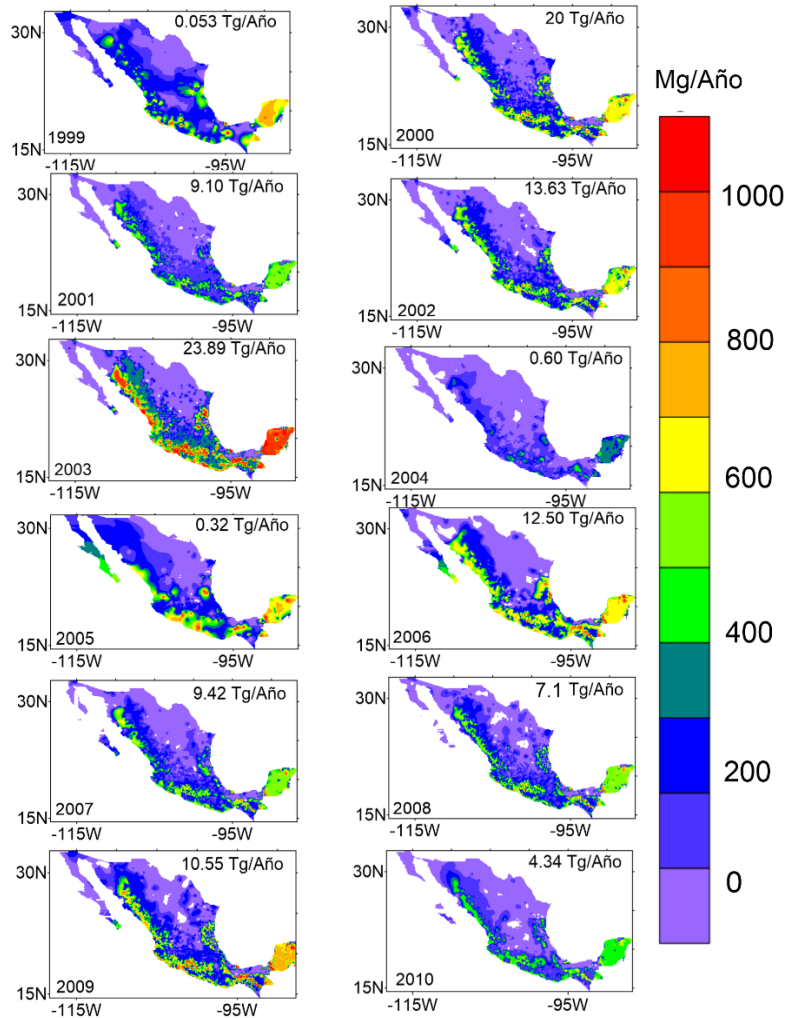 0.053 Tg/Año
30N
1999
15N
-115W
-95W
20 Tg/Año
30N
2000
15N
-115W
-95W
Mg/Año
1000
800
600
400
200
0
9.10 Tg/Año
30N
2001
15N
-115W
-95W
13.63 Tg/Año
30N
2002
15N
-115W
-95W
23.89 Tg/Año
30N
2003
15N
-115W
-95W
0.60 Tg/Año
30N
2004
15N
-115W
-95W
0.32 Tg/Año
30N
2005
15N
-115W
-95W
12.50 Tg/Año
30N
2006
15N
-115W
-95W
9.42 Tg/Año
30N
2007
15N
-115W
-95W
7.1 Tg/Año
30N
2008
15N
-115W
-95W
10.55 Tg/Año
30N
2009
15N
-115W
-95W
4.34 Tg/Año
30N
2010
15N
-115W
-95W